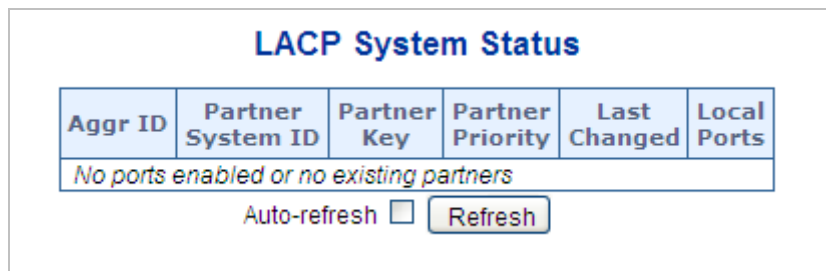 LACP System Status
Aggr ID Partner System ID Partner Key Partner Priority Last Changed Local Ports
No ports enabled or no existing partners
Auto-refresh Refresh